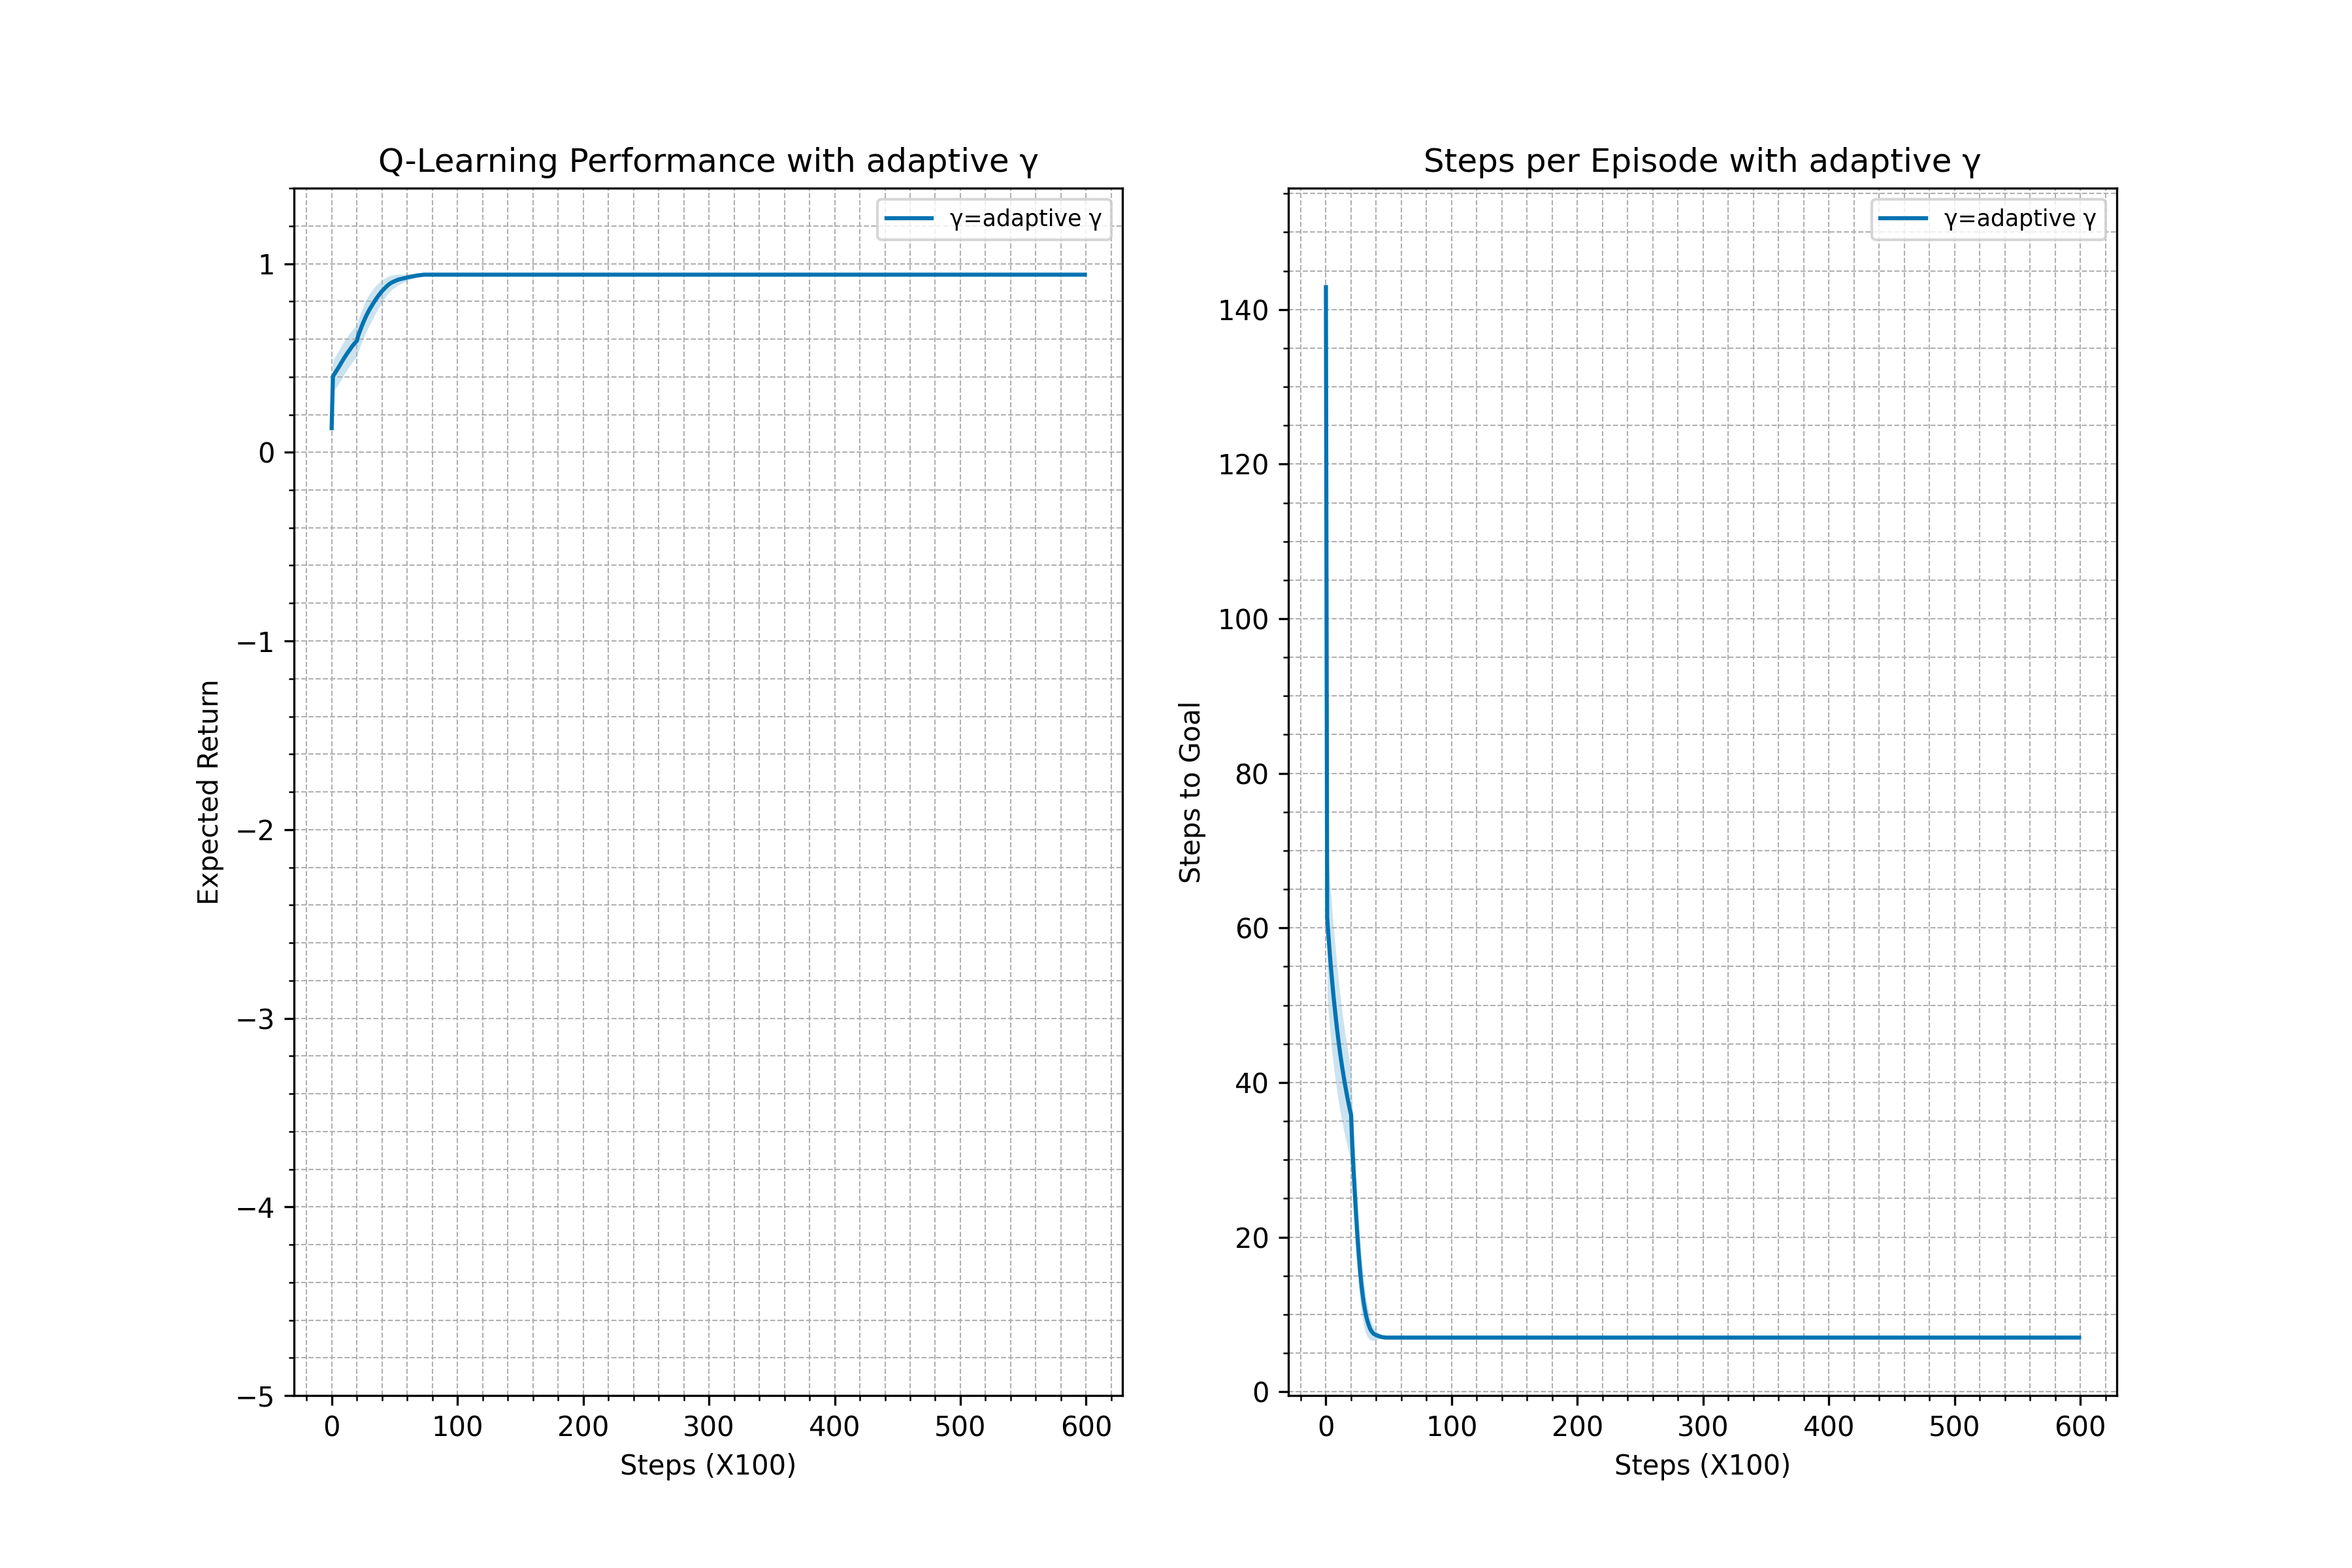 Q-Learning Performance with adaptive γ
γ=adaptive γ
1
0
−1
−2
−3
−4
−5
Expected Return
0 100 200 300 400 500 600
Steps (X100)
Steps per Episode with adaptive γ
γ=adaptive γ
140
120
100
80
60
40
20
0
Steps to Goal
0 100 200 300 400 500 600
Steps (X100)